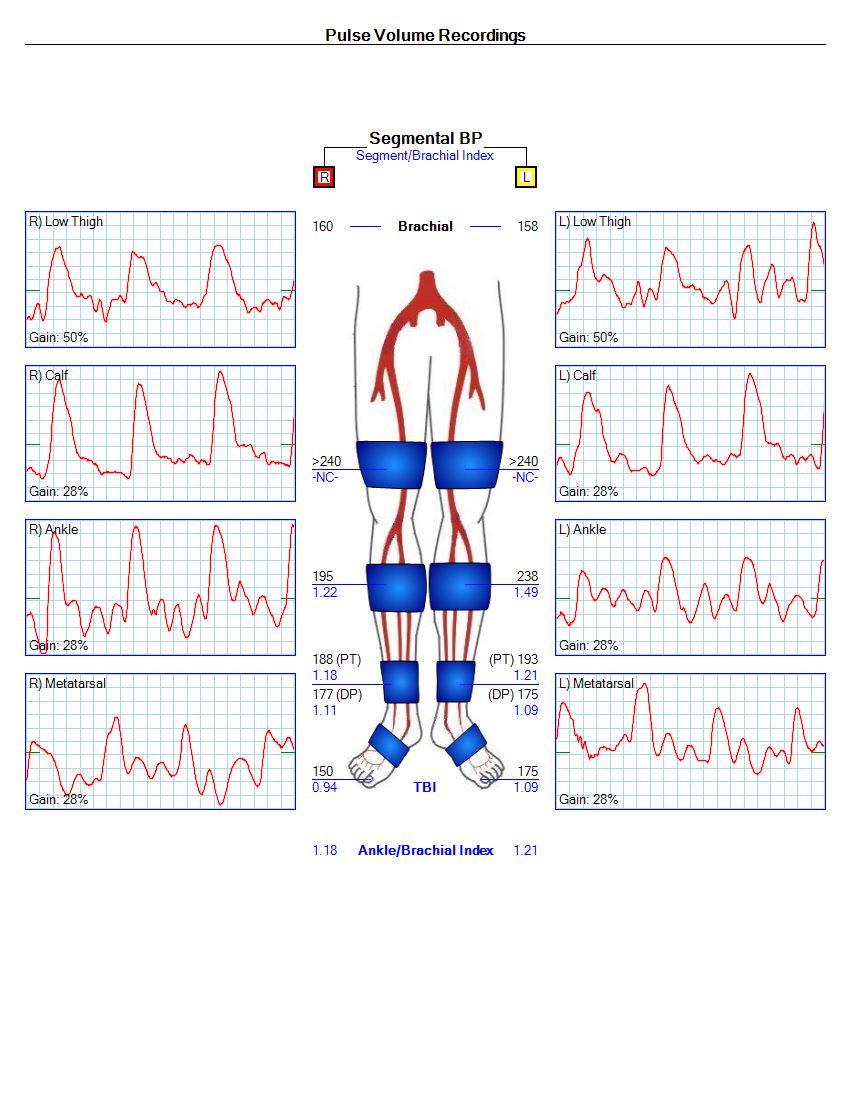 Pulse Volume Recordings
Segmental BP
Segment/Brachial Index
R L
R) Low Thigh
Gain: 50%
160 Brachial 158
L) Low Thigh
Gain: 50%
R) Calf
Gain: 28%
>240
-NC-
>240
-NC-
L) Calf
Gain: 28%
R) Ankle
Gain: 28%
195
1.22
238
1.49
L) Ankle
Gain: 28%
R) Metatarsal
Gain: 28%
188 (PT)
1.18
177 (DP)
1.11
(PT) 193
1.21
(DP) 175
1.09
L) Metatarsal
Gain: 28%
150
0.94
TBI
175
1.09
1.18 Ankle/Brachial Index 1.21